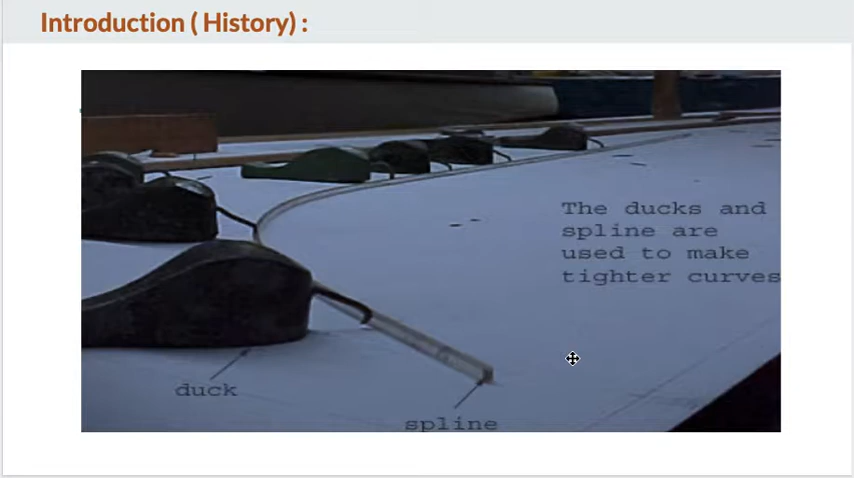 Introduction ( History) :
The ducks and
spline are
used to make
tighter curves
duck
spline